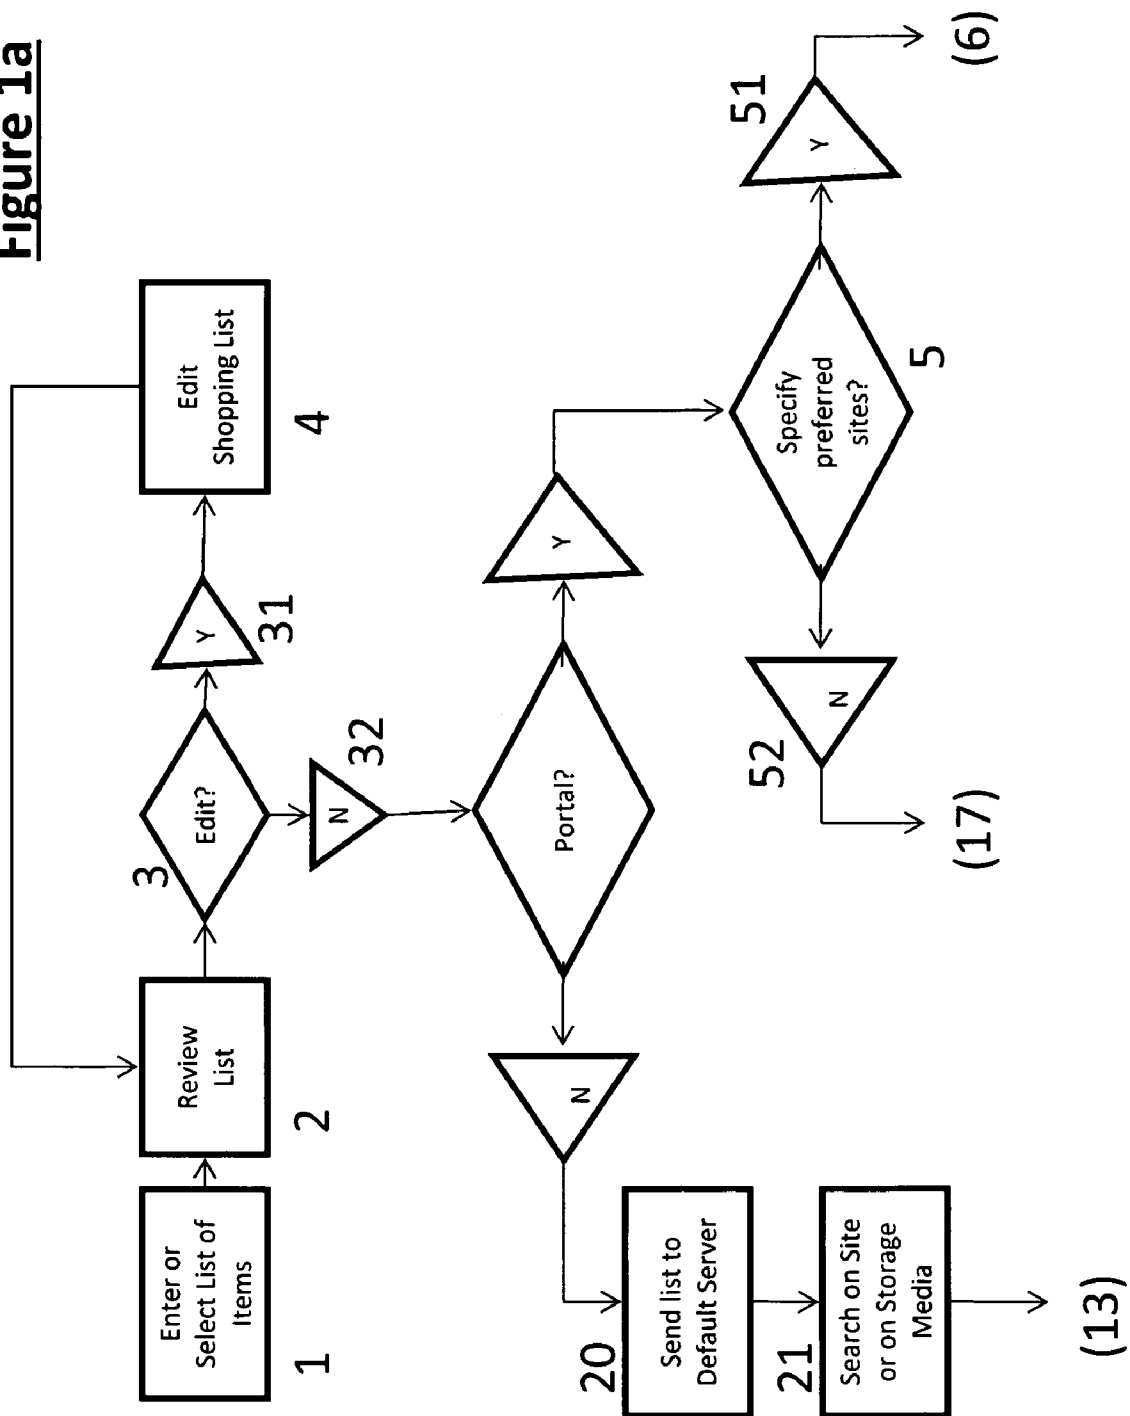 Figure 1a
Enter or
Select List of
Items
1
Review
List
2
3
Edit?
Y
31
Edit
Shopping List
4
N
32
Portal?
N
Y
20
Send list to
Default Server
21
Search on Site
or on Storage
Media
(13)
Specify
preferred
sites?
5
N
52
(17)
Y
51
(6)